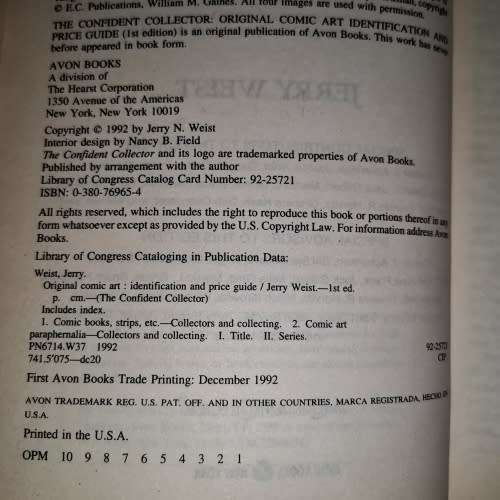 © E.C. Publications, William M. Gaines. All four images are used with permission.
THE CONFIDENT COLLECTOR: ORIGINAL COMIC ART IDENTIFICATION AND
PRICE GUIDE (1st edition) is an original publication of Avon Books. This work has never
before appeared in book form.
AVON BOOKS
A division of
The Hearst Corporation
1350 Avenue of the Americas
New York, New York 10019
Copyright © 1992 by Jerry N. Weist
Interior design by Nancy B. Field
The Confident Collector and its logo are trademarked properties of Avon Books.
Published by arrangement with the author
Library of Congress Catalog Card Number: 92-25721
ISBN: 0-380-76965-4
All rights reserved, which includes the right to reproduce this book or portions thereof in any
form whatsoever except as provided by the U.S. Copyright Law. For information address Avon
Books.
Library of Congress Cataloging in Publication Data:
Weist, Jerry.
Original comic art : identification and price guide / Jerry Weist.—1st ed.
p. cm.—(The Confident Collector)
Includes index.
1. Comic books, strips, etc.—Collectors and collecting. 2. Comic art
paraphernalia—Collectors and collecting. I. Title. II. Series.
PN6714.W37 1992 92-25721
741.5'075—dc20 CIP
First Avon Books Trade Printing: December 1992
AVON TRADEMARK REG. U.S. PAT. OFF. AND IN OTHER COUNTRIES, MARCA REGISTRADA, HECHO EN
U.S.A.
Printed in the U.S.A.
OPM 10 9 8 7 6 5 4 3 2 1